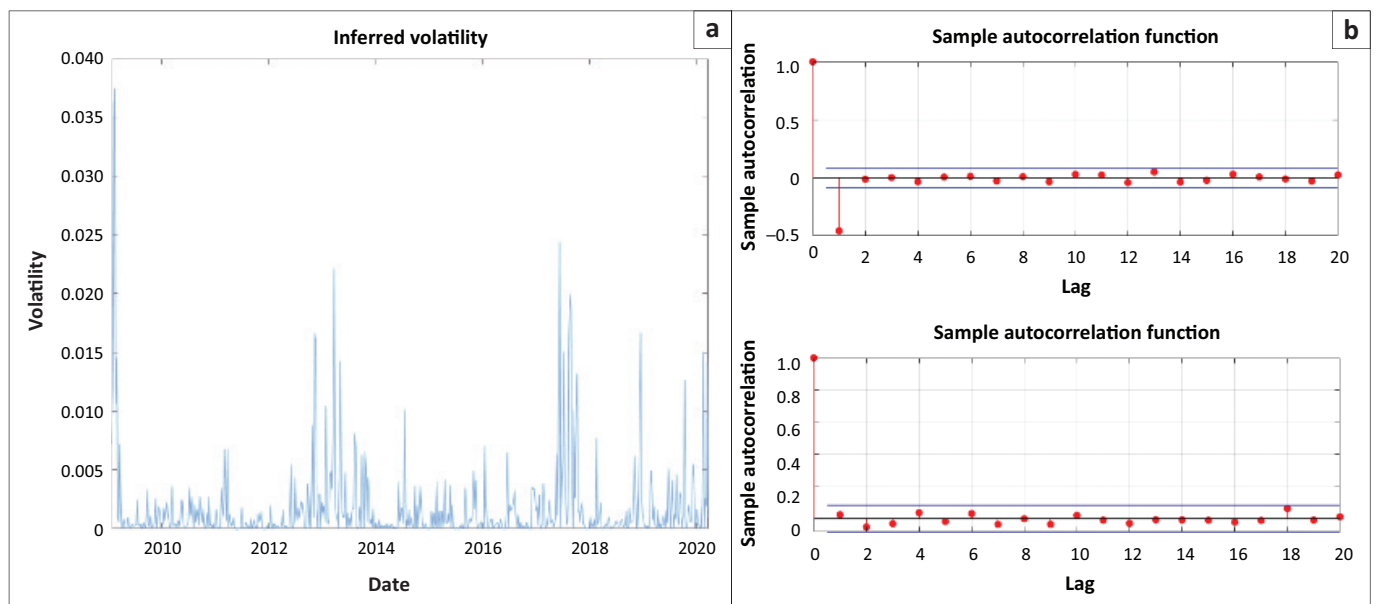 a
Inferred volatility
0.040
0.035
0.030
0.025
0.020
0.015
0.010
0.005
0
Volatility
2010 2012 2014 2016 2018 2020
Date
b
Sample autocorrelation function
Sample autocorrelation
1.0
0.5
0
–0.5
0 2 4 6 8 10 12 14 16 18 20
Lag
Sample autocorrelation function
Sample autocorrelation
1.0
0.8
0.6
0.4
0.2
0
0 2 4 6 8 10 12 14 16 18 20
Lag